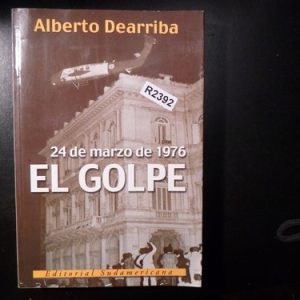 Alberto Dearriba
R2392
24 de marzo de 1976
EL GOLPE
Editorial Sudamericana